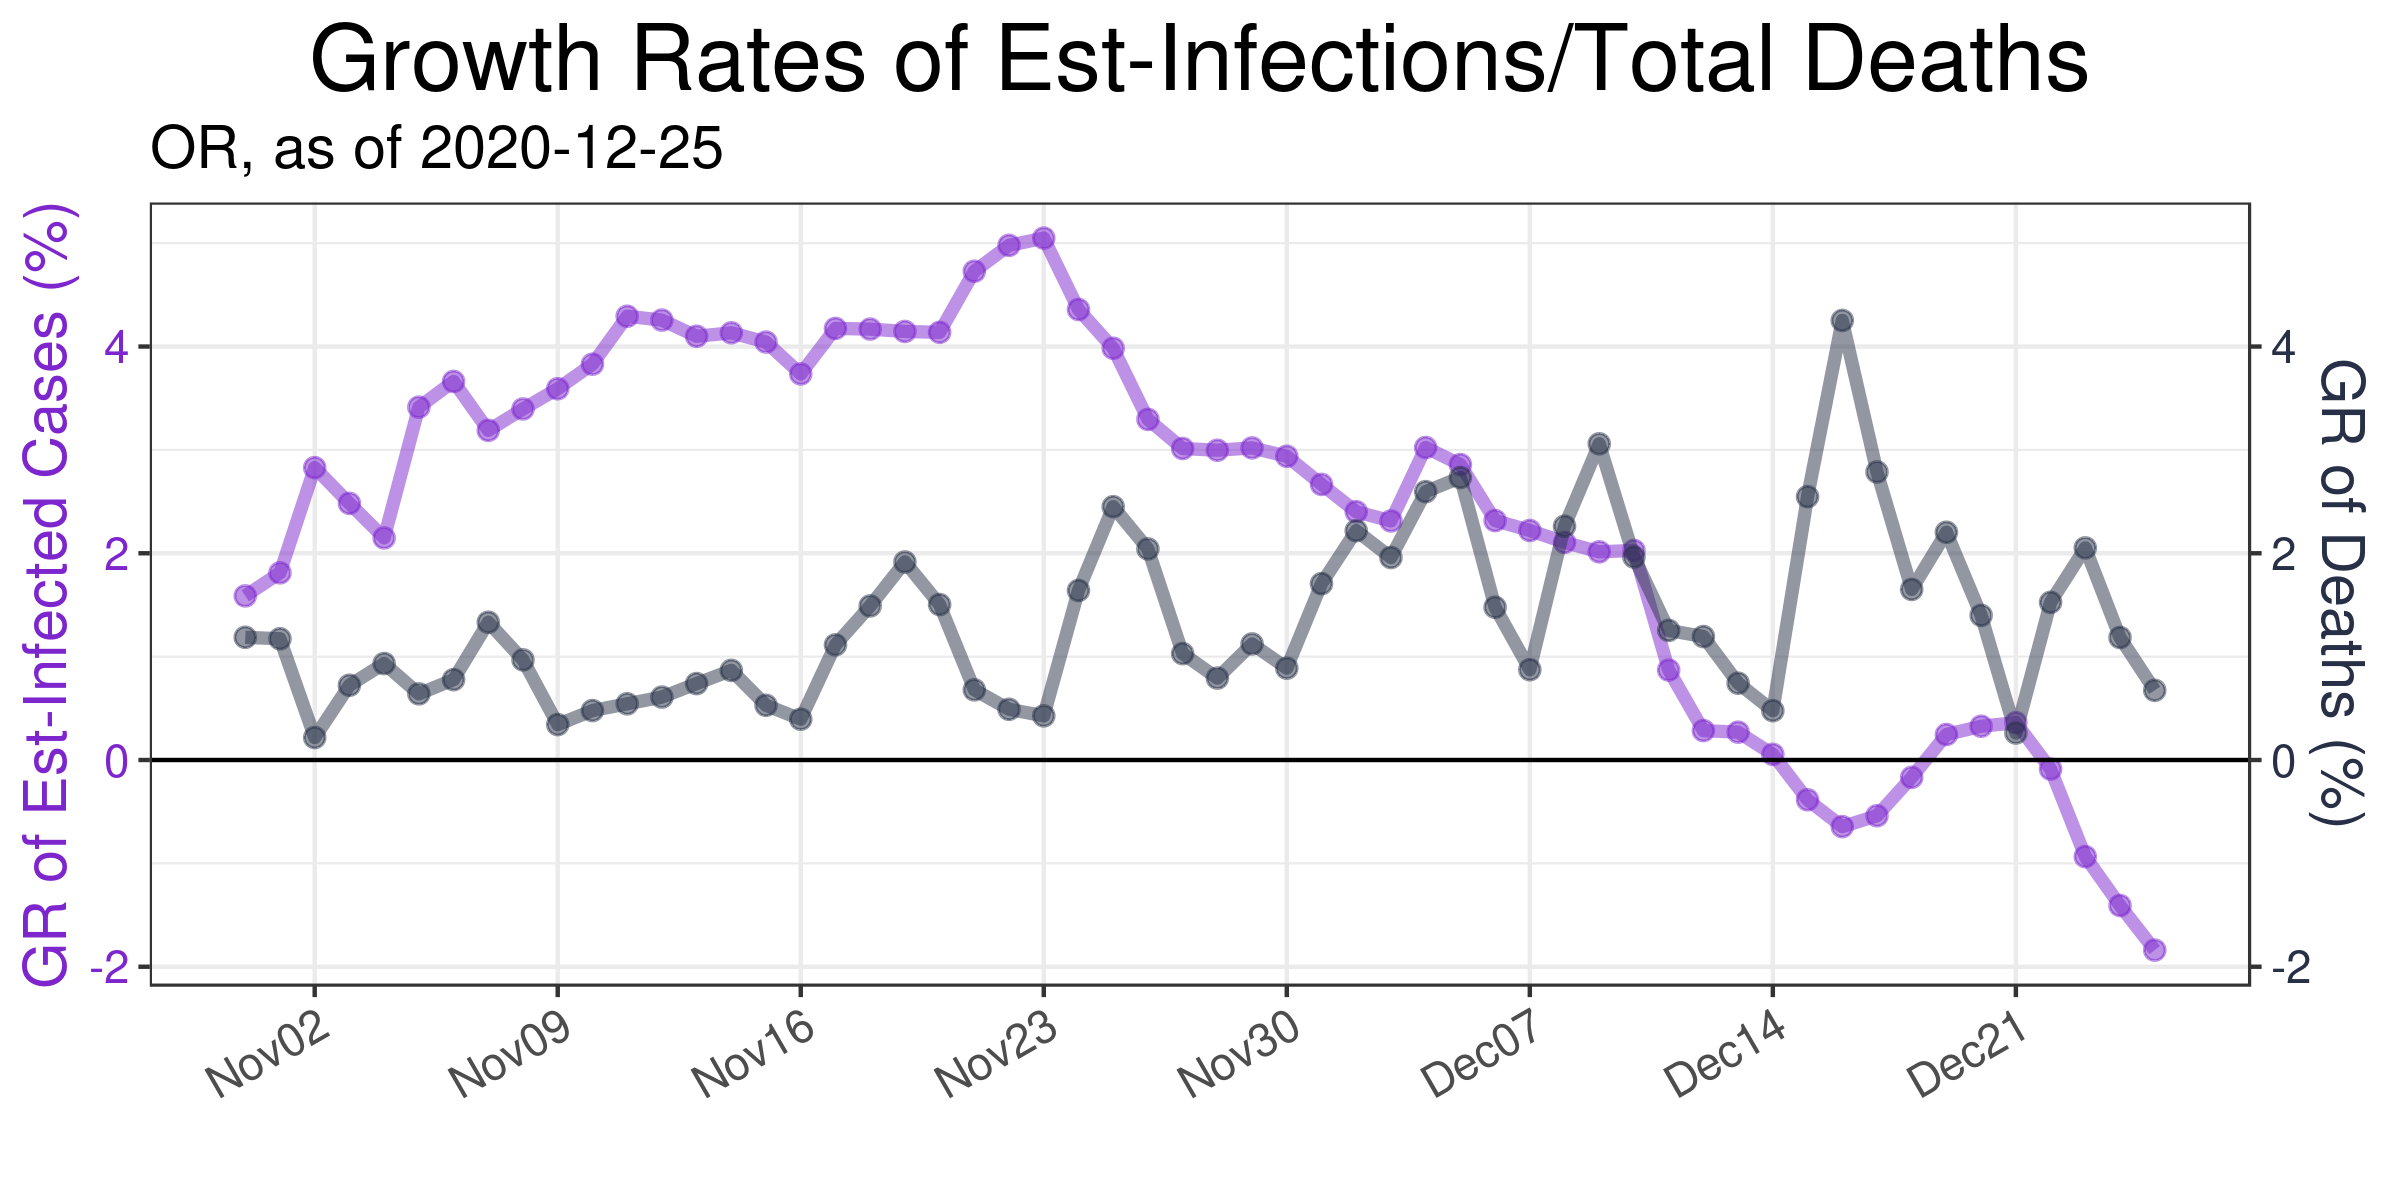 Growth Rates of Est-Infections/Total Deaths
OR, as of 2020-12-25
GR of Est-Infected Cases (%)
4
2
0
-2
4
2
0
-2
GR of Deaths (%)
Nov02
Nov09
Nov16
Nov23
Nov30
Dec07
Dec14
Dec21